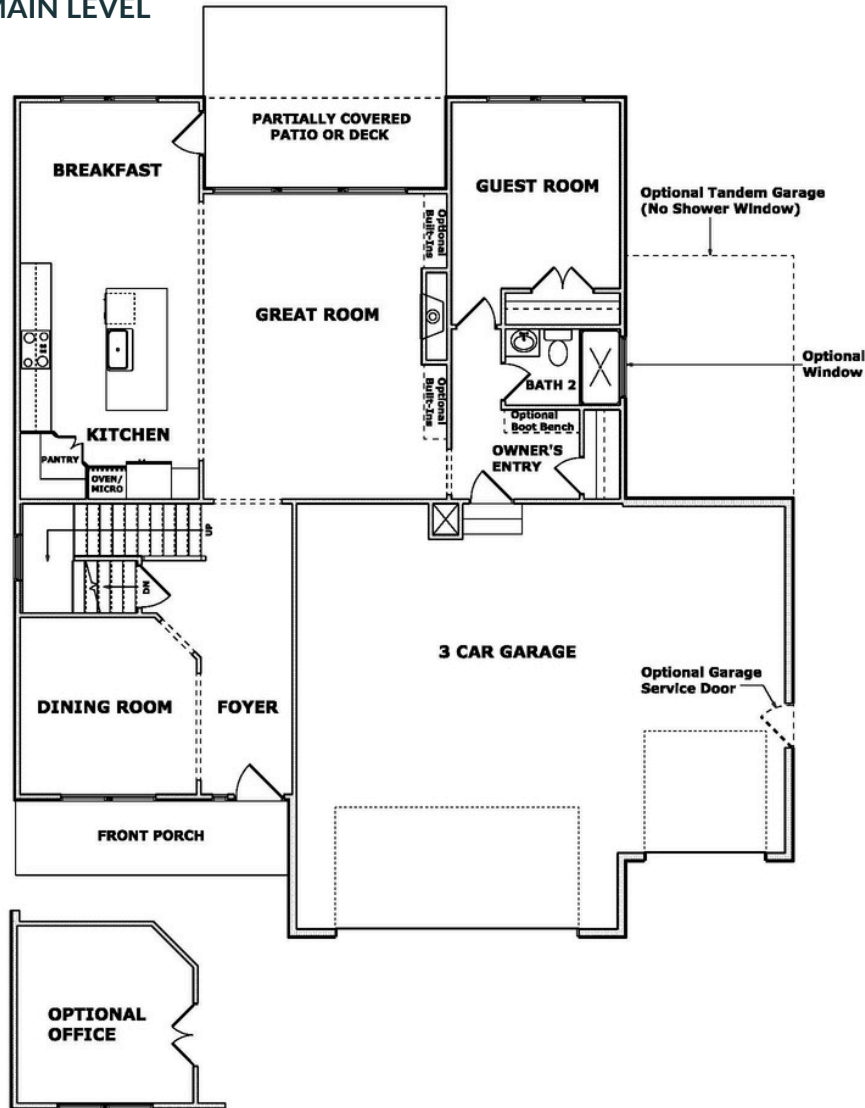 MAIN LEVEL
PARTIALLY COVERED
PATIO OR DECK
BREAKFAST
GUEST ROOM
Optional Tandem Garage
(No Shower Window)
Optional
Built-Ins
GREAT ROOM
Optional
Window
Optional
Built-Ins
BATH 2
Optional
Boot Bench
KITCHEN
OWNER'S
ENTRY
PANTRY
OVEN/
MICRO
UP
DN
3 CAR GARAGE
Optional Garage
Service Door
DINING ROOM
FOYER
FRONT PORCH
OPTIONAL
OFFICE